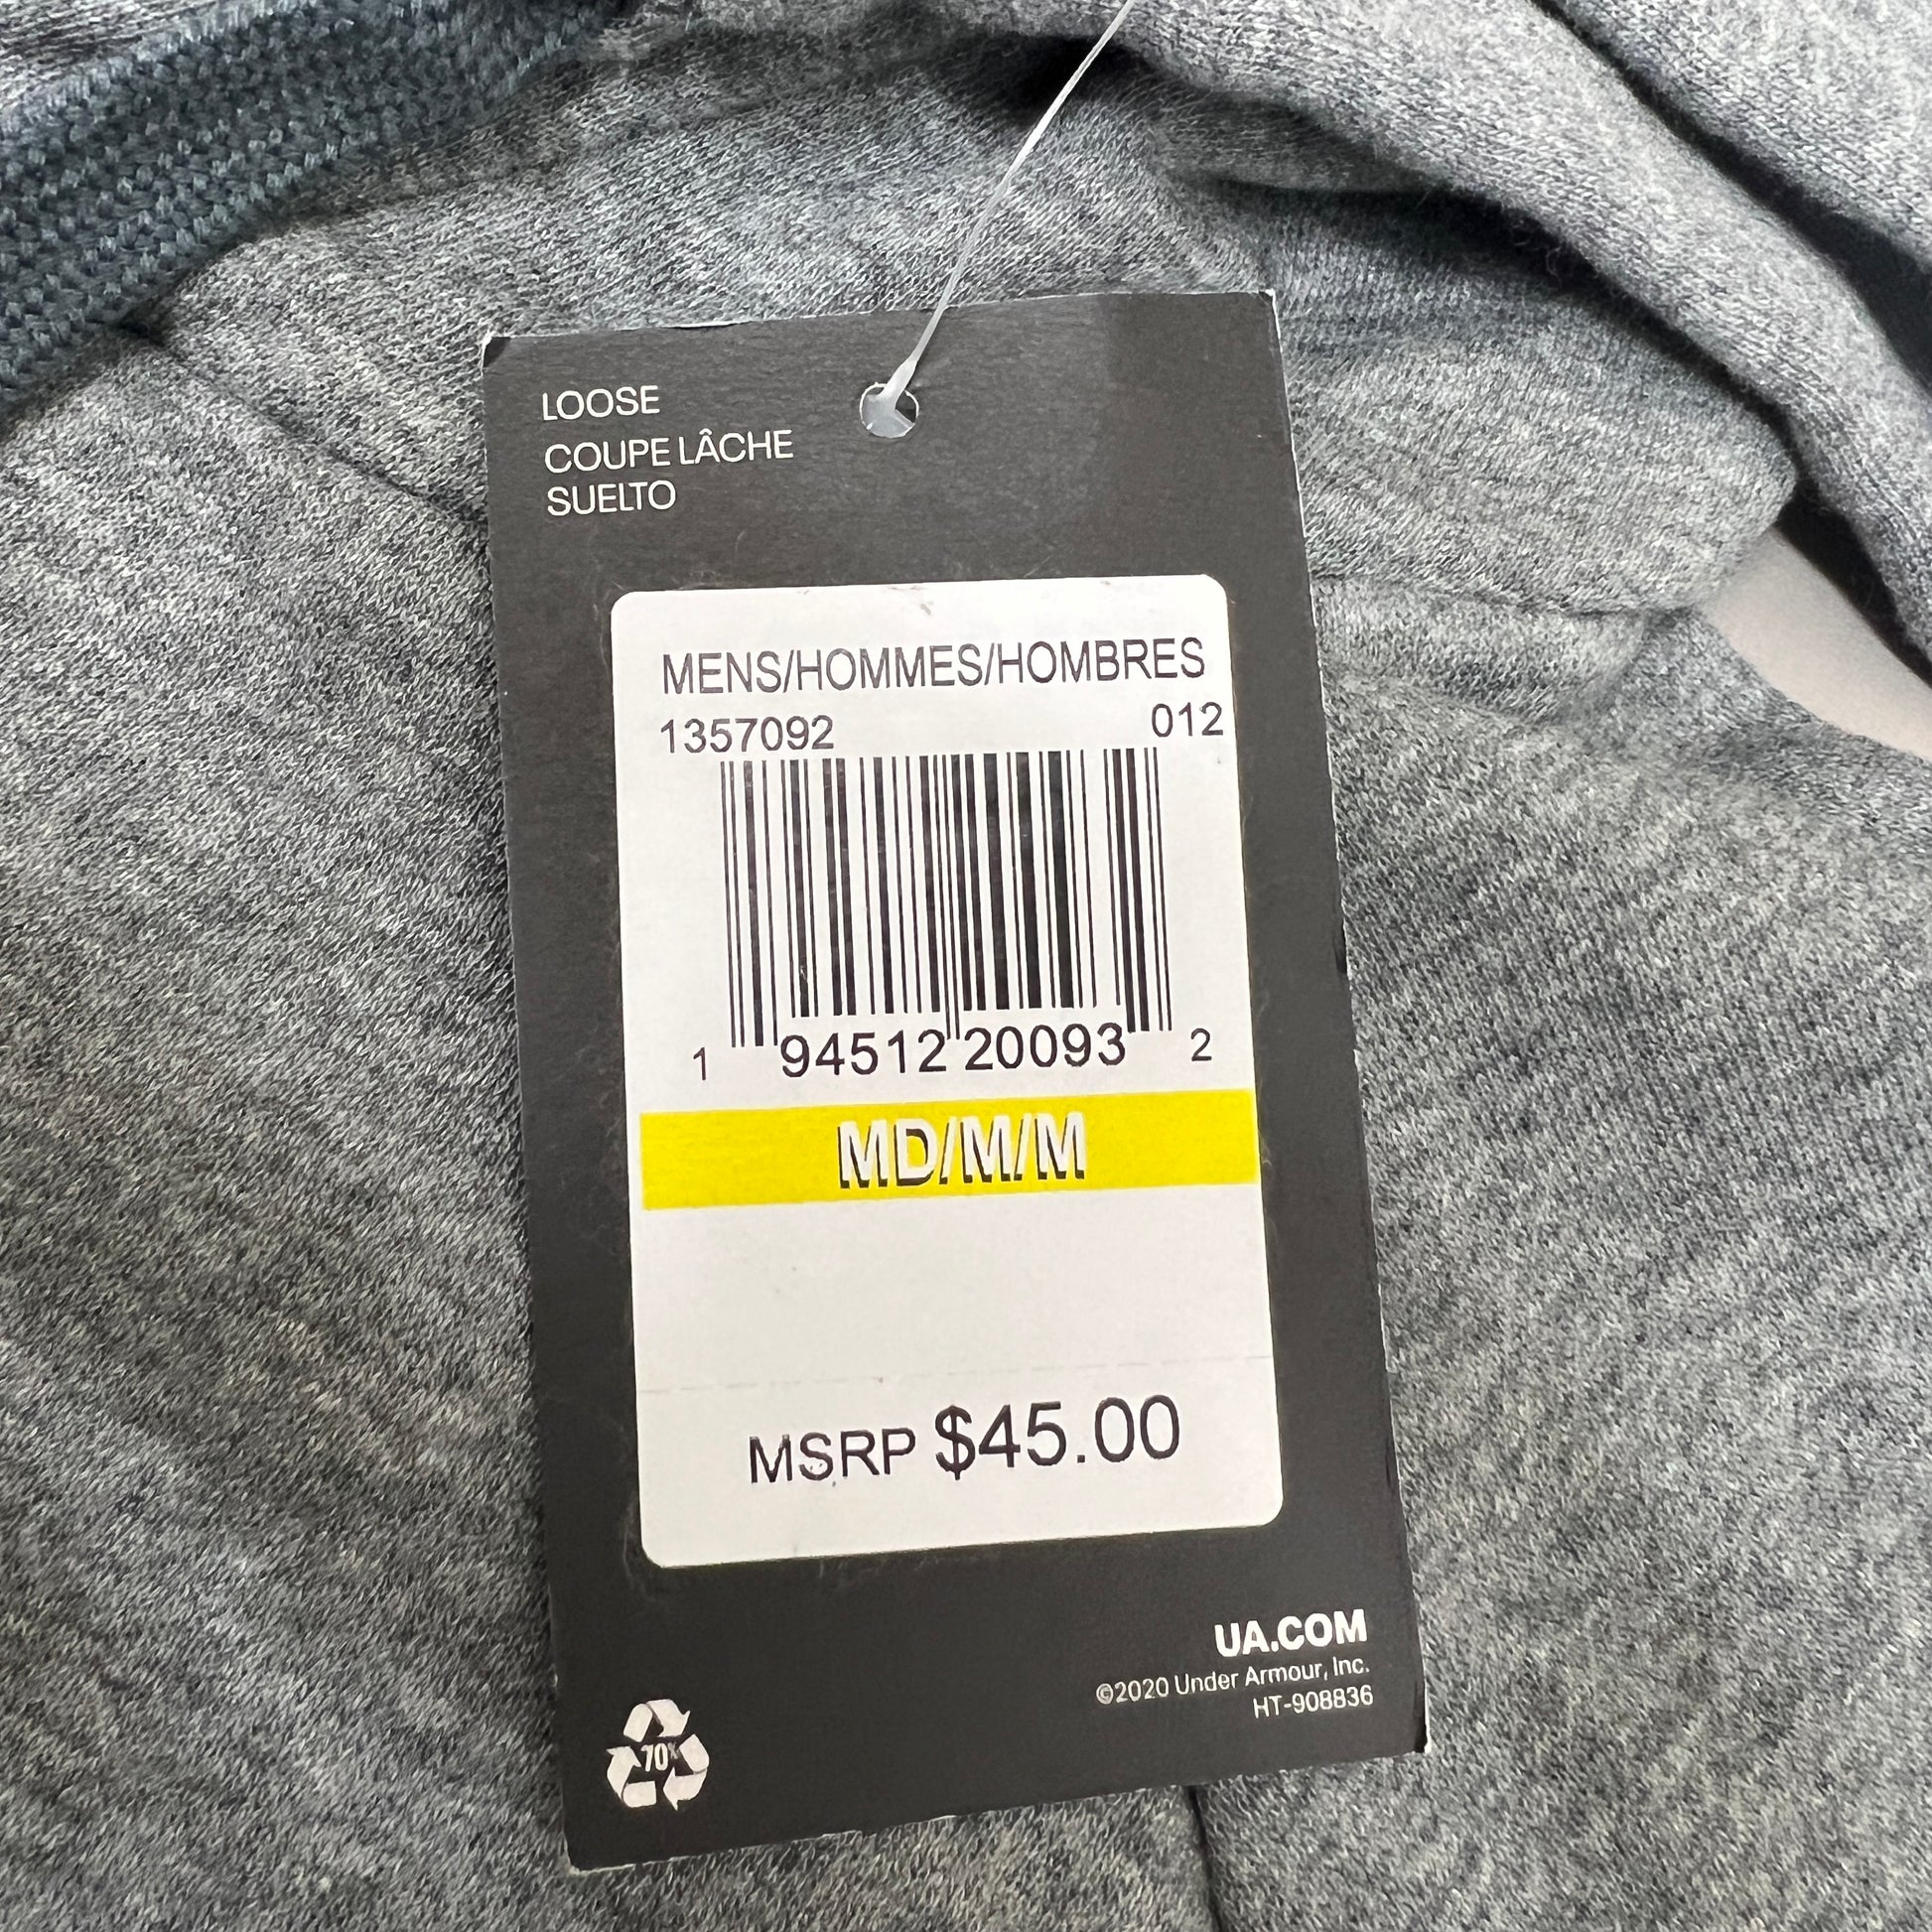 LOOSE
COUPE LÂCHE
SUELTO
MENS/HOMMES/HOMBRES
1357092 012
1 94512 20093 2
MD/M/M
MSRP $45.00
UA.COM
©2020 Under Armour, Inc.
HT-908836
70%